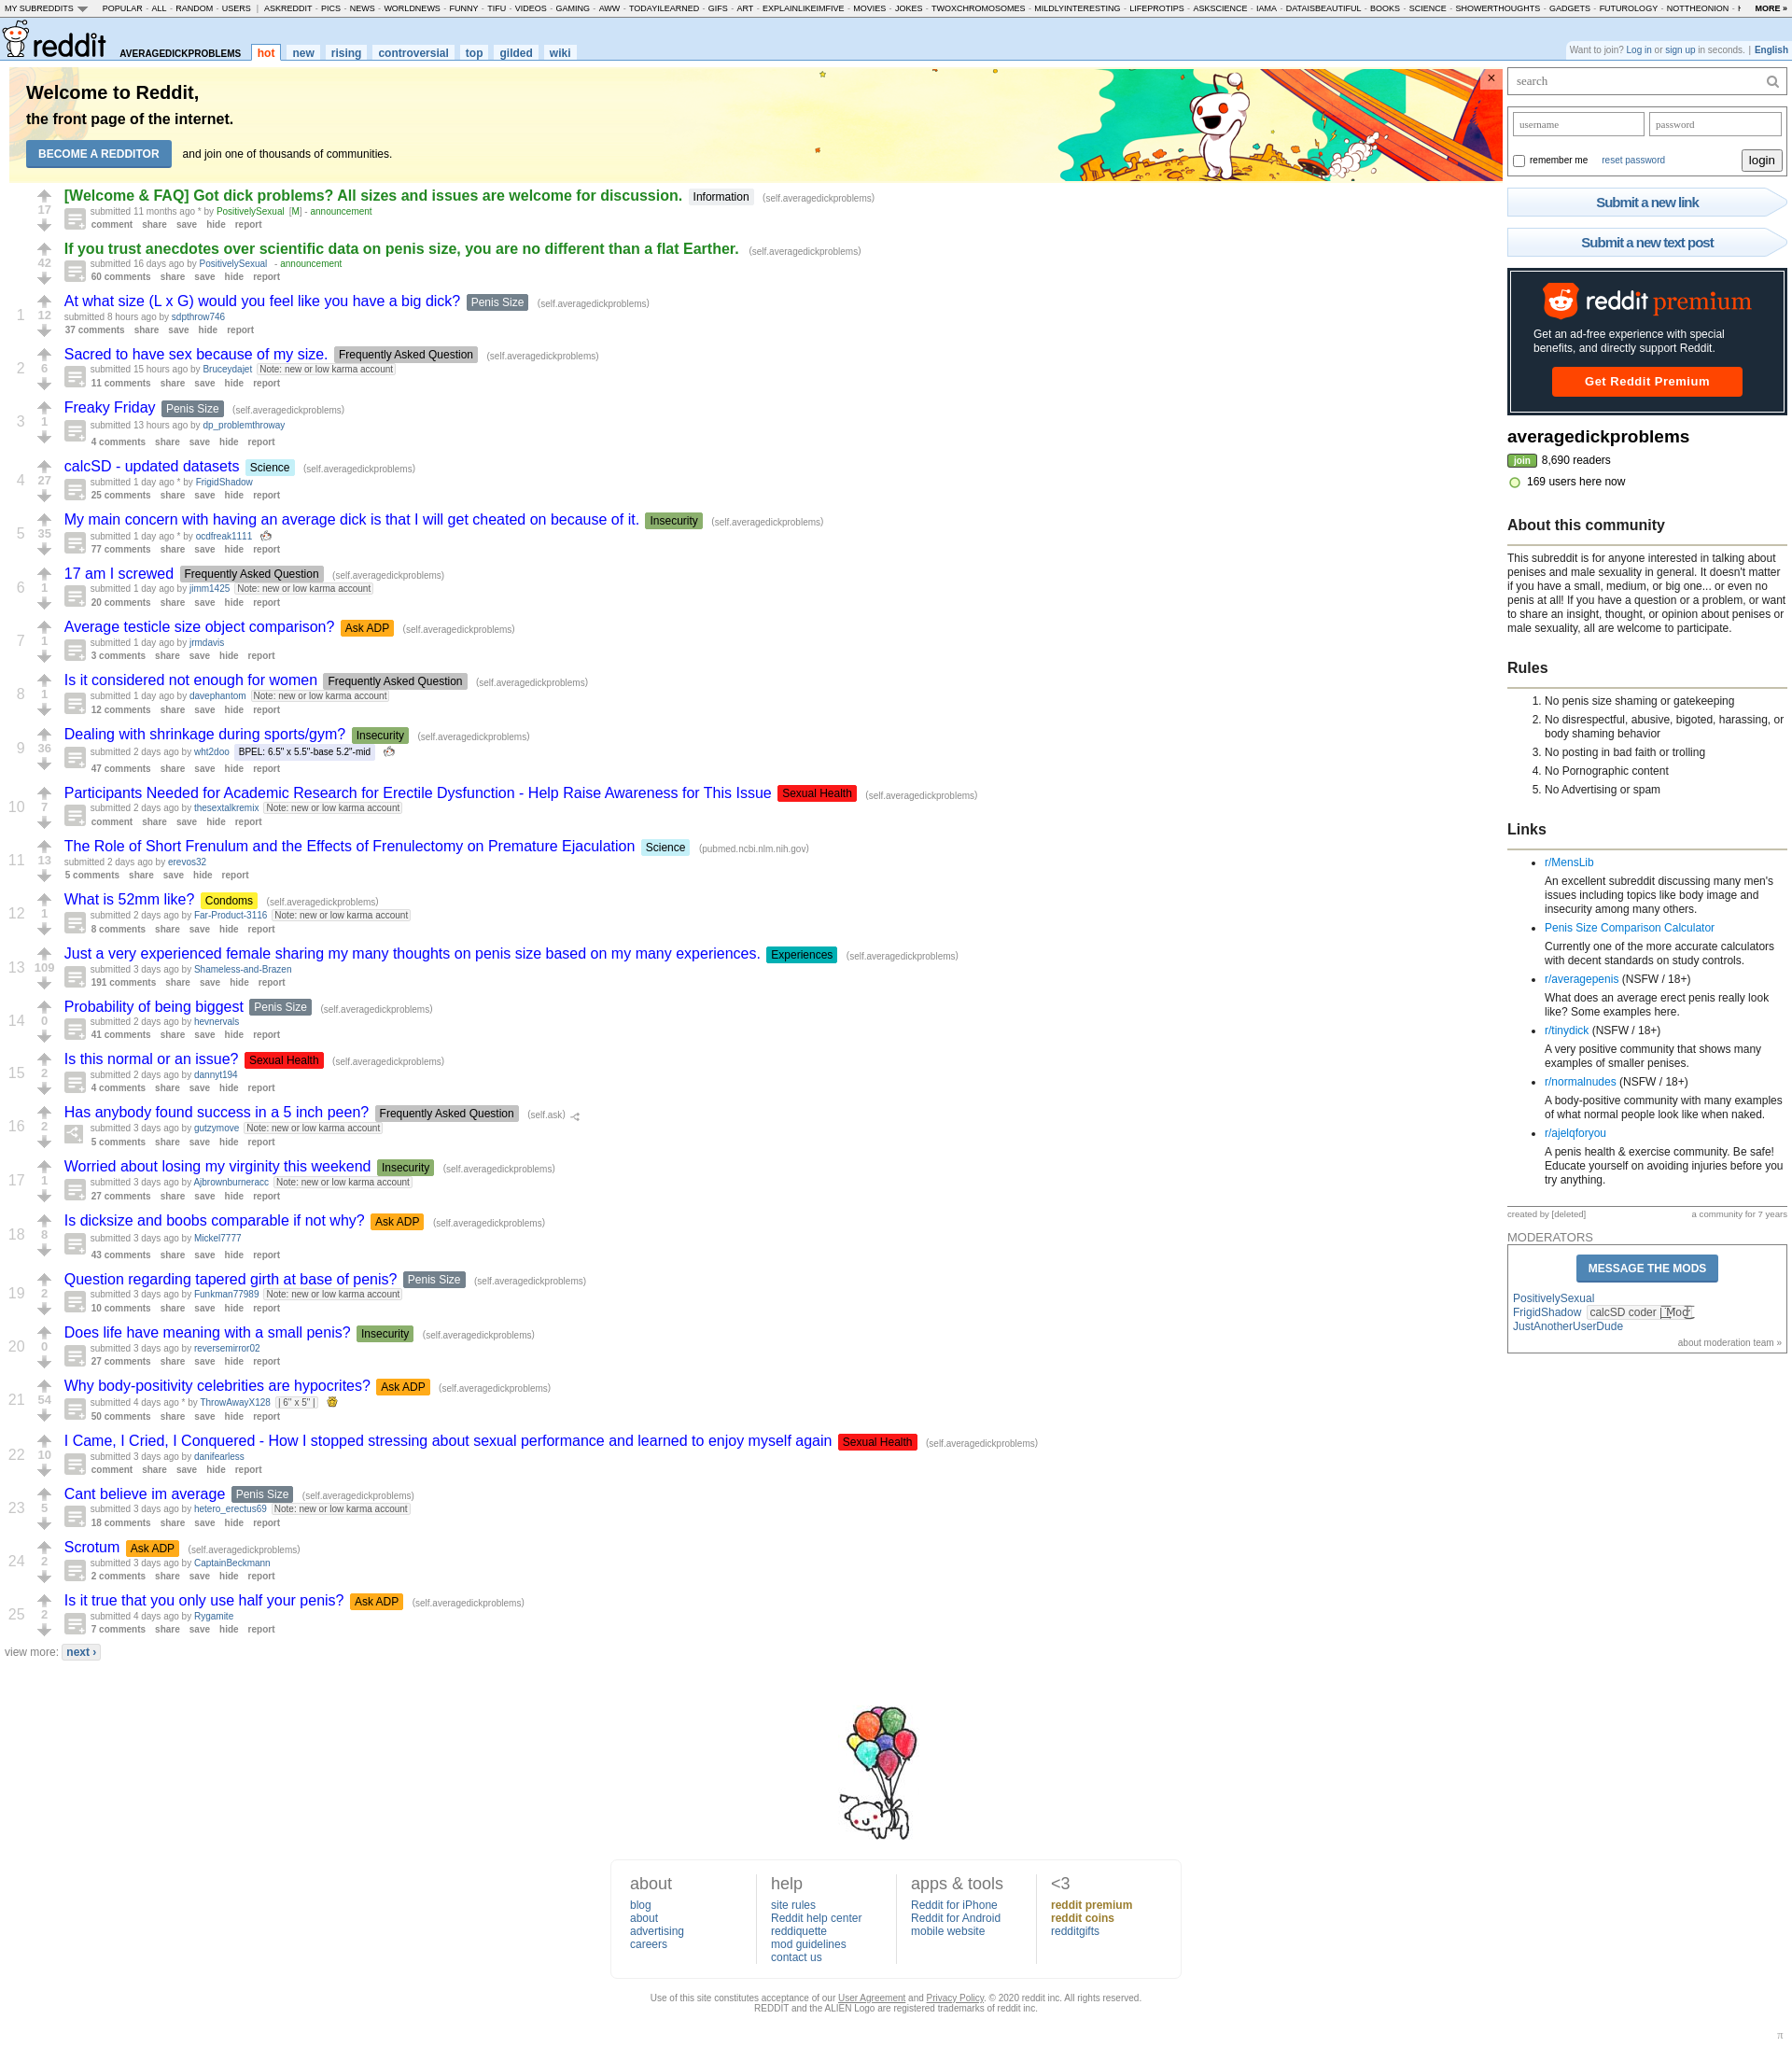 MY SUBREDDITS POPULAR - ALL - RANDOM - USERS | ASKREDDIT - PICS - NEWS - WORLDNEWS - FUNNY - TIFU - VIDEOS - GAMING - AWW - TODAYILEARNED - GIFS - ART - EXPLAINLIKEIMFIVE - MOVIES - JOKES - TWOXCHROMOSOMES - MILDLYINTERESTING - LIFEPROTIPS - ASKSCIENCE - IAMA - DATAISBEAUTIFUL - BOOKS - SCIENCE - SHOWERTHOUGHTS - GADGETS - FUTUROLOGY - NOTTHEONION - MORE »
reddit AVERAGEDICKPROBLEMS hot new rising controversial top gilded wiki
Want to join? Log in or sign up in seconds. | English
Welcome to Reddit,
the front page of the internet.
BECOME A REDDITOR and join one of thousands of communities.
×
17
[Welcome & FAQ] Got dick problems? All sizes and issues are welcome for discussion. Information (self.averagedickproblems)
submitted 11 months ago * by PositivelySexual [M] - announcement
comment share save hide report
42
If you trust anecdotes over scientific data on penis size, you are no different than a flat Earther. (self.averagedickproblems)
submitted 16 days ago by PositivelySexual - announcement
60 comments share save hide report
1 12
At what size (L x G) would you feel like you have a big dick? Penis Size (self.averagedickproblems)
submitted 8 hours ago by sdpthrow746
37 comments share save hide report
2 6
Sacred to have sex because of my size. Frequently Asked Question (self.averagedickproblems)
submitted 15 hours ago by Bruceydajet Note: new or low karma account
11 comments share save hide report
3 1
Freaky Friday Penis Size (self.averagedickproblems)
submitted 13 hours ago by dp_problemthroway
4 comments share save hide report
4 27
calcSD - updated datasets Science (self.averagedickproblems)
submitted 1 day ago * by FrigidShadow
25 comments share save hide report
5 35
My main concern with having an average dick is that I will get cheated on because of it. Insecurity (self.averagedickproblems)
submitted 1 day ago * by ocdfreak1111
77 comments share save hide report
6 1
17 am I screwed Frequently Asked Question (self.averagedickproblems)
submitted 1 day ago by jimm1425 Note: new or low karma account
20 comments share save hide report
7 1
Average testicle size object comparison? Ask ADP (self.averagedickproblems)
submitted 1 day ago by jrmdavis
3 comments share save hide report
8 1
Is it considered not enough for women Frequently Asked Question (self.averagedickproblems)
submitted 1 day ago by davephantom Note: new or low karma account
12 comments share save hide report
9 36
Dealing with shrinkage during sports/gym? Insecurity (self.averagedickproblems)
submitted 2 days ago by wht2doo BPEL: 6.5" x 5.5"-base 5.2"-mid
47 comments share save hide report
10 7
Participants Needed for Academic Research for Erectile Dysfunction - Help Raise Awareness for This Issue Sexual Health (self.averagedickproblems)
submitted 2 days ago by thesextalkremix Note: new or low karma account
comment share save hide report
11 13
The Role of Short Frenulum and the Effects of Frenulectomy on Premature Ejaculation Science (pubmed.ncbi.nlm.nih.gov)
submitted 2 days ago by erevos32
5 comments share save hide report
12 1
What is 52mm like? Condoms (self.averagedickproblems)
submitted 2 days ago by Far-Product-3116 Note: new or low karma account
8 comments share save hide report
13 109
Just a very experienced female sharing my many thoughts on penis size based on my many experiences. Experiences (self.averagedickproblems)
submitted 3 days ago by Shameless-and-Brazen
191 comments share save hide report
14 0
Probability of being biggest Penis Size (self.averagedickproblems)
submitted 2 days ago by hevnervals
41 comments share save hide report
15 2
Is this normal or an issue? Sexual Health (self.averagedickproblems)
submitted 2 days ago by dannyt194
4 comments share save hide report
16 2
Has anybody found success in a 5 inch peen? Frequently Asked Question (self.ask)
submitted 3 days ago by gutzymove Note: new or low karma account
5 comments share save hide report
17 1
Worried about losing my virginity this weekend Insecurity (self.averagedickproblems)
submitted 3 days ago by Ajbrownburneracc Note: new or low karma account
27 comments share save hide report
18 8
Is dicksize and boobs comparable if not why? Ask ADP (self.averagedickproblems)
submitted 3 days ago by Mickel7777
43 comments share save hide report
19 2
Question regarding tapered girth at base of penis? Penis Size (self.averagedickproblems)
submitted 3 days ago by Funkman77989 Note: new or low karma account
10 comments share save hide report
20 0
Does life have meaning with a small penis? Insecurity (self.averagedickproblems)
submitted 3 days ago by reversemirror02
27 comments share save hide report
21 54
Why body-positivity celebrities are hypocrites? Ask ADP (self.averagedickproblems)
submitted 4 days ago * by ThrowAwayX128 | 6" x 5" |
50 comments share save hide report
22 10
I Came, I Cried, I Conquered - How I stopped stressing about sexual performance and learned to enjoy myself again Sexual Health (self.averagedickproblems)
submitted 3 days ago by danifearless
comment share save hide report
23 5
Cant believe im average Penis Size (self.averagedickproblems)
submitted 3 days ago by hetero_erectus69 Note: new or low karma account
18 comments share save hide report
24 2
Scrotum Ask ADP (self.averagedickproblems)
submitted 3 days ago by CaptainBeckmann
2 comments share save hide report
25 2
Is it true that you only use half your penis? Ask ADP (self.averagedickproblems)
submitted 4 days ago by Rygamite
7 comments share save hide report
view more: next ›
search
username password
remember me reset password login
Submit a new link
Submit a new text post
reddit premium
Get an ad-free experience with special
benefits, and directly support Reddit.
Get Reddit Premium
averagedickproblems
join 8,690 readers
169 users here now
About this community
This subreddit is for anyone interested in talking about
penises and male sexuality in general. It doesn't matter
if you have a small, medium, or big one... or even no
penis at all! If you have a question or a problem, or want
to share an insight, thought, or opinion about penises or
male sexuality, all are welcome to participate.
Rules
1. No penis size shaming or gatekeeping
2. No disrespectful, abusive, bigoted, harassing, or
body shaming behavior
3. No posting in bad faith or trolling
4. No Pornographic content
5. No Advertising or spam
Links
• r/MensLib
An excellent subreddit discussing many men's
issues including topics like body image and
insecurity among many others.
• Penis Size Comparison Calculator
Currently one of the more accurate calculators
with decent standards on study controls.
• r/averagepenis (NSFW / 18+)
What does an average erect penis really look
like? Some examples here.
• r/tinydick (NSFW / 18+)
A very positive community that shows many
examples of smaller penises.
• r/normalnudes (NSFW / 18+)
A body-positive community with many examples
of what normal people look like when naked.
• r/ajelqforyou
A penis health & exercise community. Be safe!
Educate yourself on avoiding injuries before you
try anything.
created by [deleted] a community for 7 years
MODERATORS
MESSAGE THE MODS
PositivelySexual
FrigidShadow calcSD coder | Mod
JustAnotherUserDude
about moderation team »
about
blog
about
advertising
careers
help
site rules
Reddit help center
reddiquette
mod guidelines
contact us
apps & tools
Reddit for iPhone
Reddit for Android
mobile website
<3
reddit premium
reddit coins
redditgifts
Use of this site constitutes acceptance of our User Agreement and Privacy Policy. © 2020 reddit inc. All rights reserved.
REDDIT and the ALIEN Logo are registered trademarks of reddit inc.
π